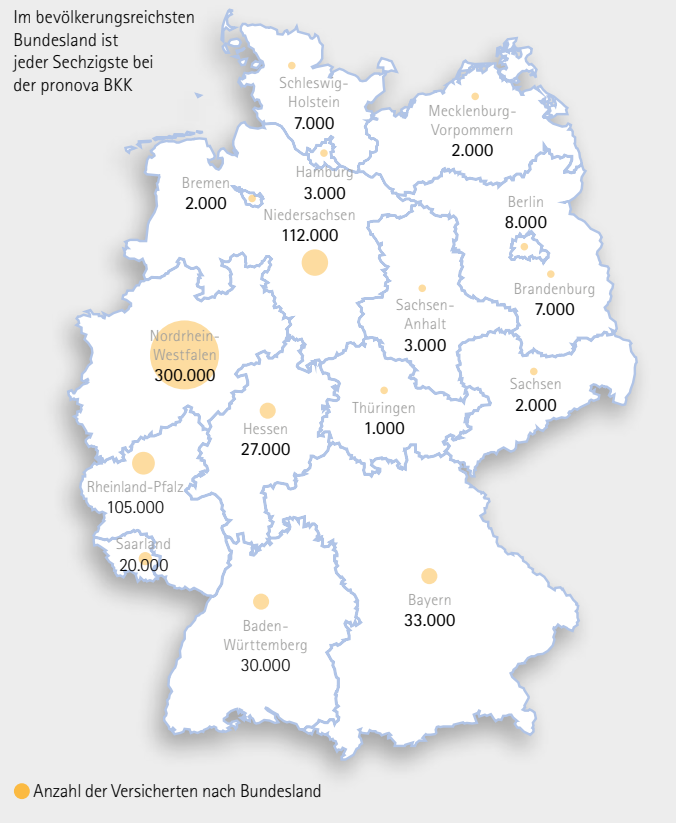 Im bevölkerungsreichsten
Bundesland ist
jeder Sechzigste bei
der pronova BKK
Schleswig-
Holstein
7.000
Mecklenburg-
Vorpommern
2.000
Hamburg
3.000
Bremen
2.000
Niedersachsen
112.000
Berlin
8.000
Brandenburg
7.000
Sachsen-
Anhalt
3.000
Nordrhein-
Westfalen
300.000
Sachsen
2.000
Thüringen
1.000
Hessen
27.000
Rheinland-Pfalz
105.000
Saarland
20.000
Bayern
33.000
Baden-
Württemberg
30.000
Anzahl der Versicherten nach Bundesland